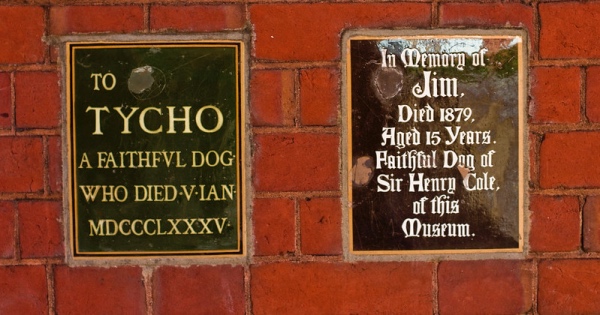 TO
TYCHO
A FAITHFVL DOG·
WHO DIED·V·IAN·
MDCCCLXXXV·
In Memory of
Jim,
Died 1879,
Aged 15 Years.
Faithful Dog of
Sir Henry Cole,
of this
Museum.